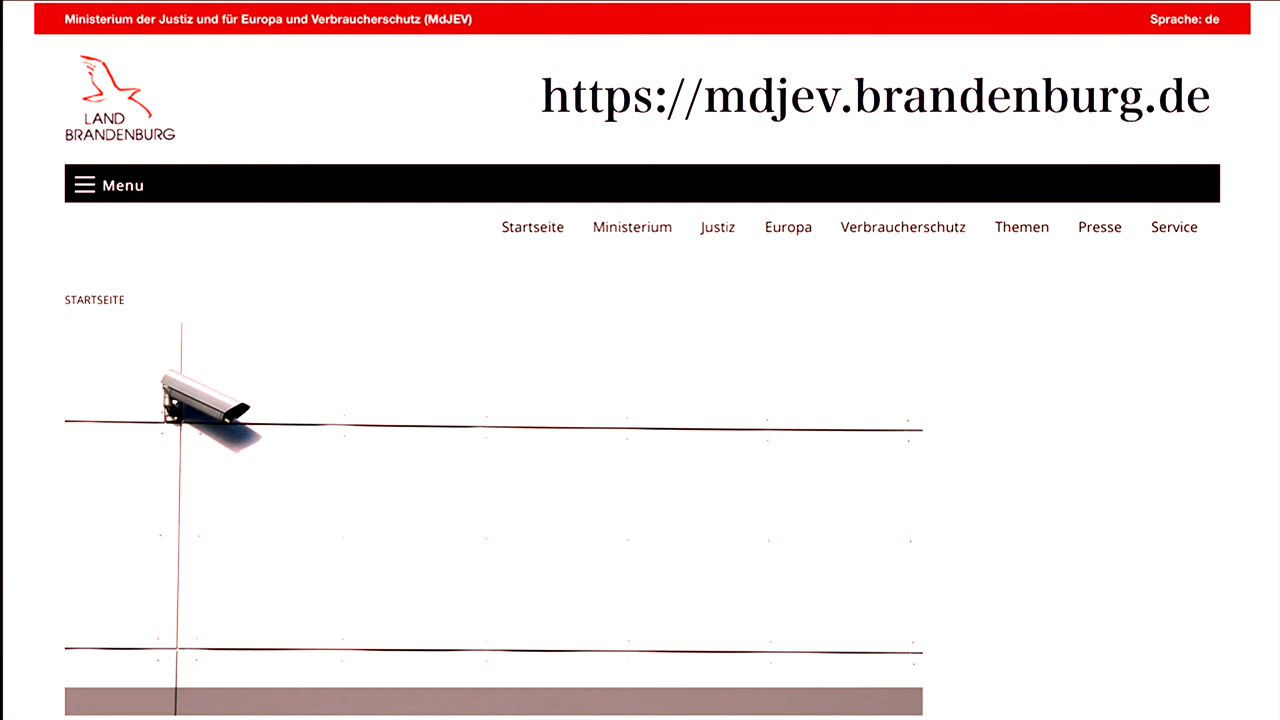 Ministerium der Justiz und für Europa und Verbraucherschutz (MdJEV) Sprache: de
LAND
BRANDENBURG
https://mdjev.brandenburg.de
Menu
Startseite Ministerium Justiz Europa Verbraucherschutz Themen Presse Service
STARTSEITE